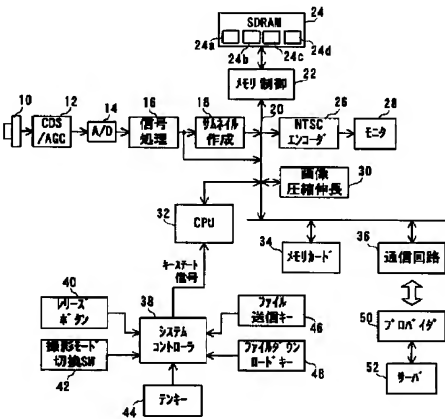 24
SDRAM
24a
24b
24c
24d
22
メモリ制御
10
12
CDS
/AGC
14
A/D
16
信号
処理
18
サムネイル
作成
20
26
NTSC
エンコーダ
28
モニタ
30
画像
圧縮伸長
32
CPU
34
メモリカード
36
通信回路
キーステート
信号
40
レリーズ
ボタン
38
システム
コントローラ
ファイル
送信キー
46
撮影モード
切換SW
42
ファイルダウン
ロードキー
48
テンキー
44
50
プロバイダ
52
サーバ